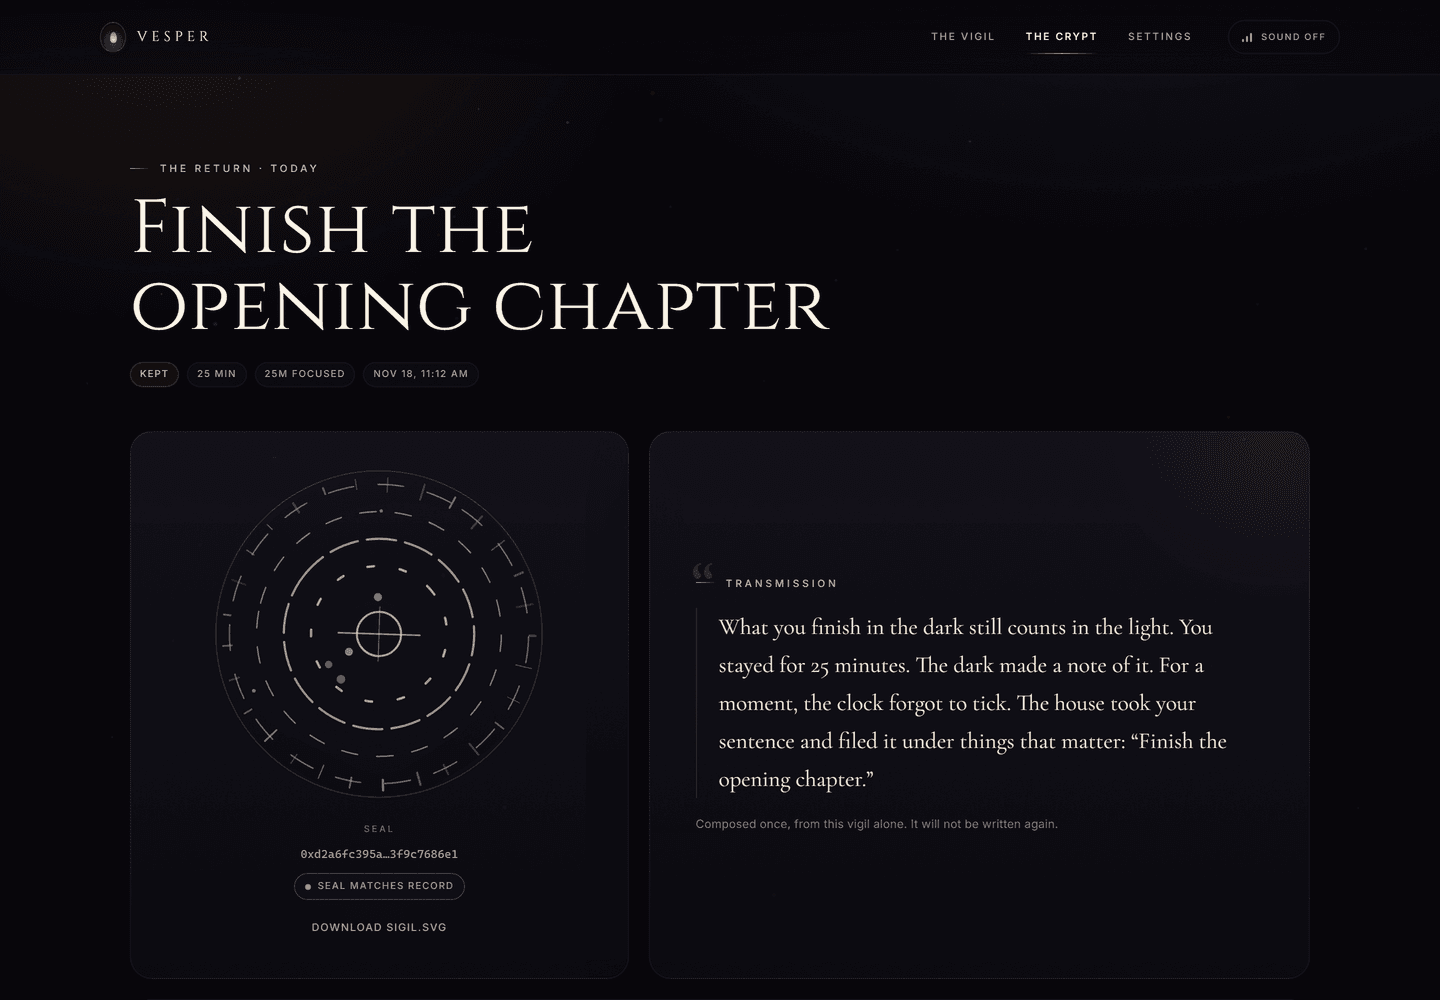 VESPER
THE VIGIL
THE CRYPT
SETTINGS
SOUND OFF
THE RETURN · TODAY
FINISH THE
OPENING CHAPTER
KEPT
25 MIN
25M FOCUSED
NOV 18, 11:12 AM
SEAL
0xd2a6fc395a…3f9c7686e1
SEAL MATCHES RECORD
DOWNLOAD SIGIL.SVG
“
TRANSMISSION
What you finish in the dark still counts in the light. You
stayed for 25 minutes. The dark made a note of it. For a
moment, the clock forgot to tick. The house took your
sentence and filed it under things that matter: “Finish the
opening chapter.”
Composed once, from this vigil alone. It will not be written again.